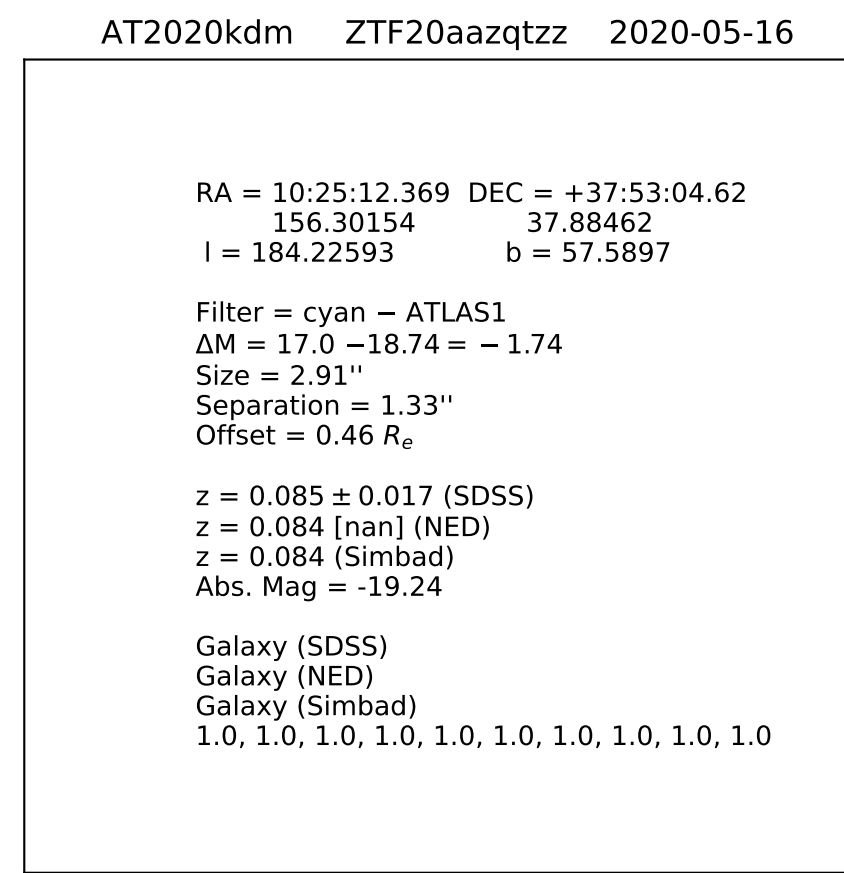 AT2020kdm ZTF20aazqtzz 2020-05-16
RA = 10:25:12.369 DEC = +37:53:04.62
156.30154 37.88462
l = 184.22593 b = 57.5897
Filter = cyan − ATLAS1
ΔM = 17.0 −18.74 = − 1.74
Size = 2.91''
Separation = 1.33''
Offset = 0.46 Rₑ
z = 0.085 ± 0.017 (SDSS)
z = 0.084 [nan] (NED)
z = 0.084 (Simbad)
Abs. Mag = -19.24
Galaxy (SDSS)
Galaxy (NED)
Galaxy (Simbad)
1.0, 1.0, 1.0, 1.0, 1.0, 1.0, 1.0, 1.0, 1.0, 1.0